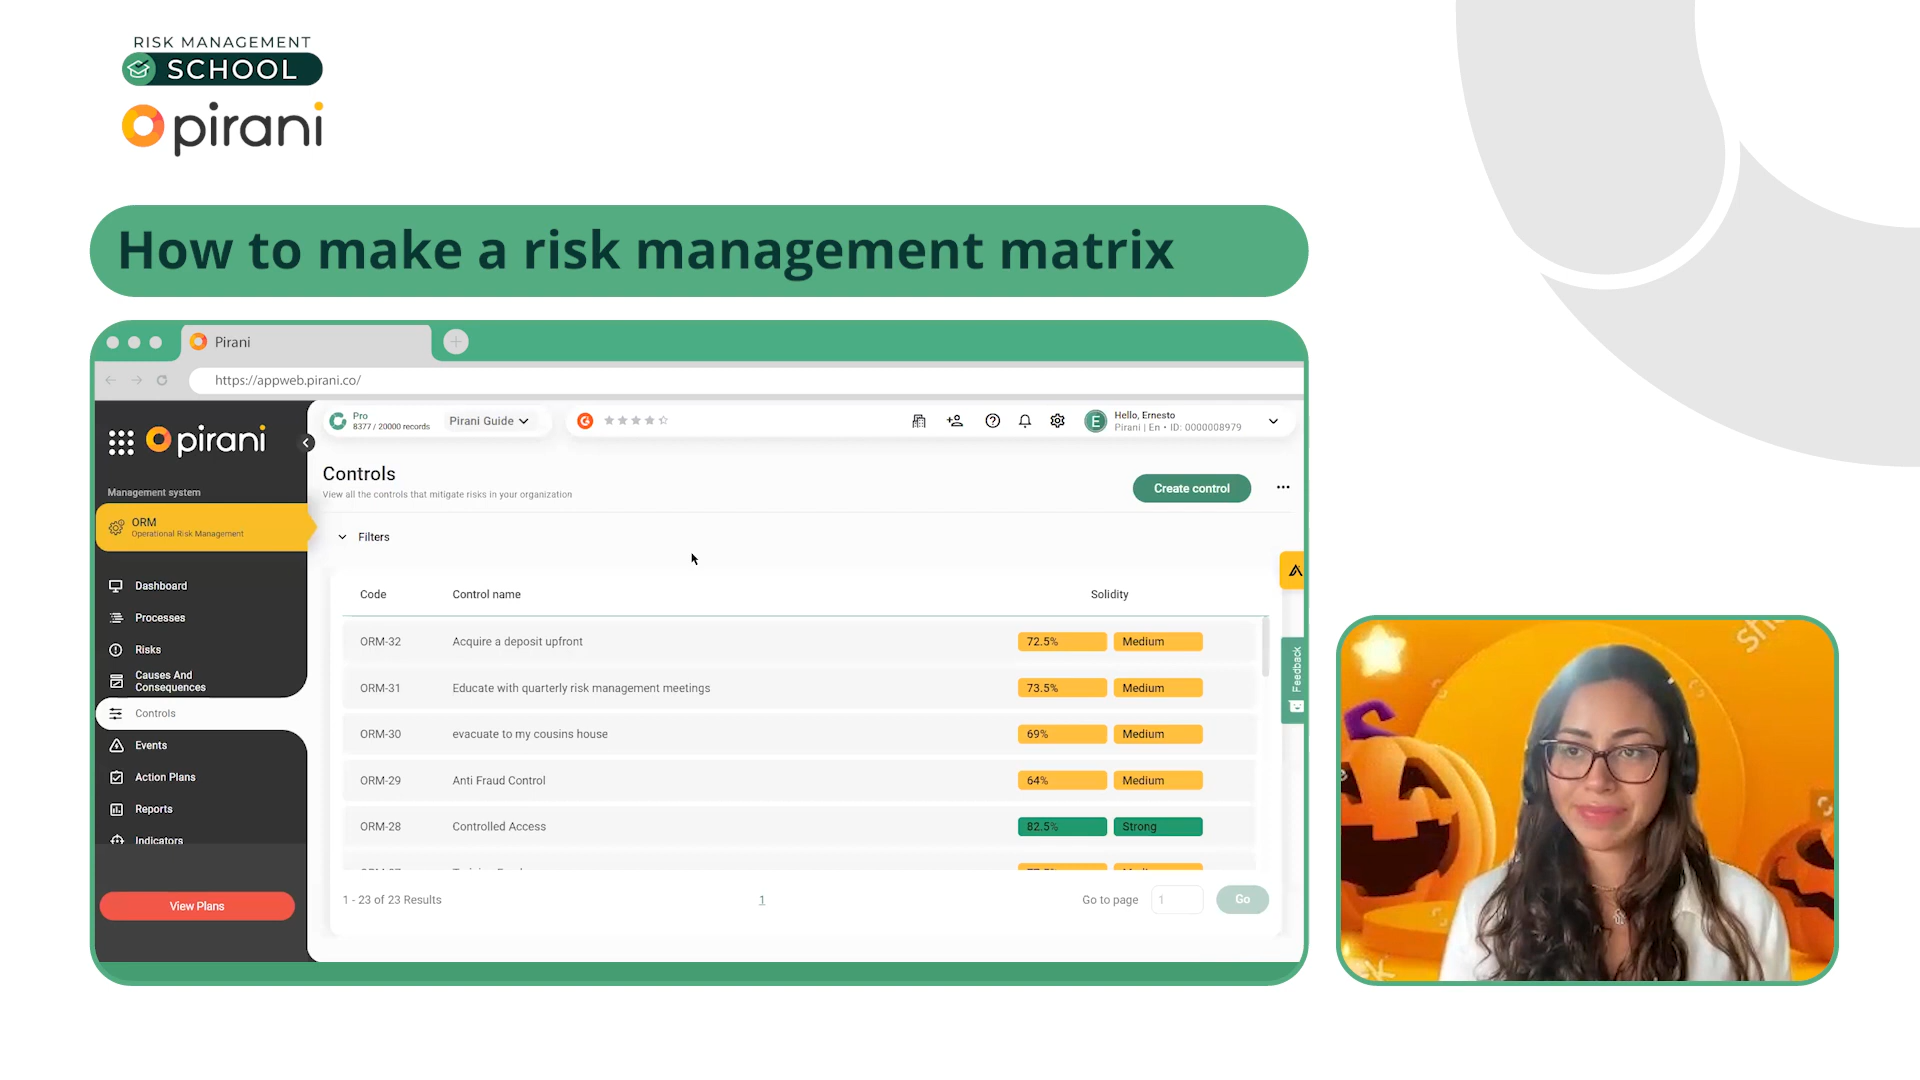 RISK MANAGEMENT
SCHOOL
pirani
How to make a risk management matrix
Pirani
https://appweb.pirani.co/
pirani
Pro
8377 / 20000 records
Pirani Guide
Hello, Ernesto
Pirani | En • ID: 0000008979
E
Management system
ORM
Operational Risk Management
Dashboard
Processes
Risks
Causes And
Consequences
Controls
Events
Action Plans
Reports
Indicators
View Plans
Controls
View all the controls that mitigate risks in your organization
Create control
Filters
Code Control name Solidity
ORM-32 Acquire a deposit upfront 72.5% Medium
ORM-31 Educate with quarterly risk management meetings 73.5% Medium
ORM-30 evacuate to my cousins house 69% Medium
ORM-29 Anti Fraud Control 64% Medium
ORM-28 Controlled Access 82.5% Strong
1 - 23 of 23 Results 1 Go to page 1 Go
Feedback